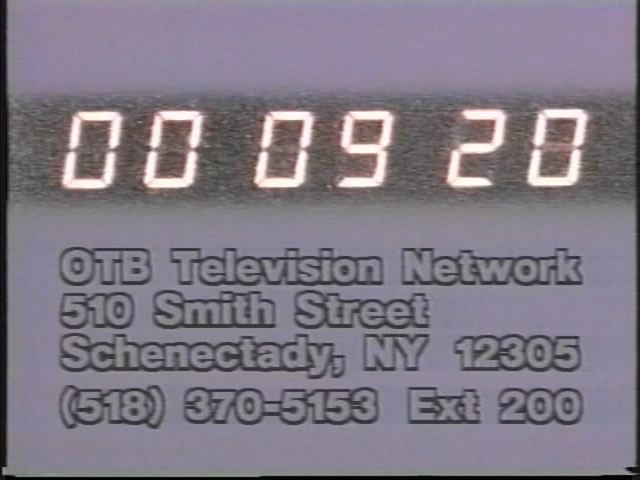 00 09 20
OTB Television Network
510 Smith Street
Schenectady, NY 12305
(518) 370-5153 Ext 200